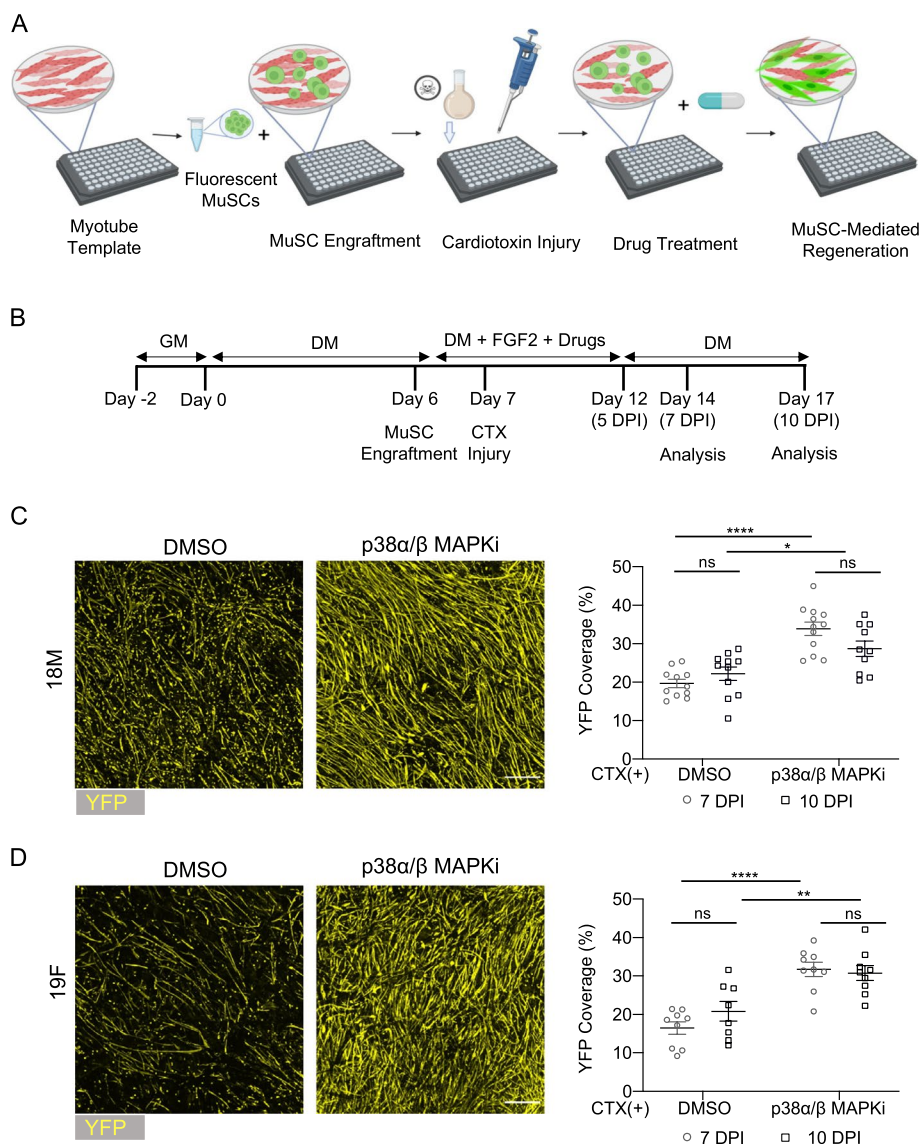 A
+
+
Fluorescent
MuSCs
Myotube
Template
MuSC Engraftment
Cardiotoxin Injury
Drug Treatment
MuSC-Mediated
Regeneration
B
GM
DM
DM + FGF2 + Drugs
DM
Day -2
Day 0
Day 6
Day 7
Day 12
Day 14
Day 17
(5 DPI)
(7 DPI)
(10 DPI)
MuSC
Engraftment
CTX
Injury
Analysis
Analysis
C
DMSO
p38α/β MAPKi
18M
YFP
****
*
ns
ns
YFP Coverage (%)
50
40
30
20
10
0
CTX(+)
DMSO
p38α/β MAPKi
7 DPI
10 DPI
D
DMSO
p38α/β MAPKi
19F
YFP
****
**
ns
ns
YFP Coverage (%)
50
40
30
20
10
0
CTX(+)
DMSO
p38α/β MAPKi
7 DPI
10 DPI